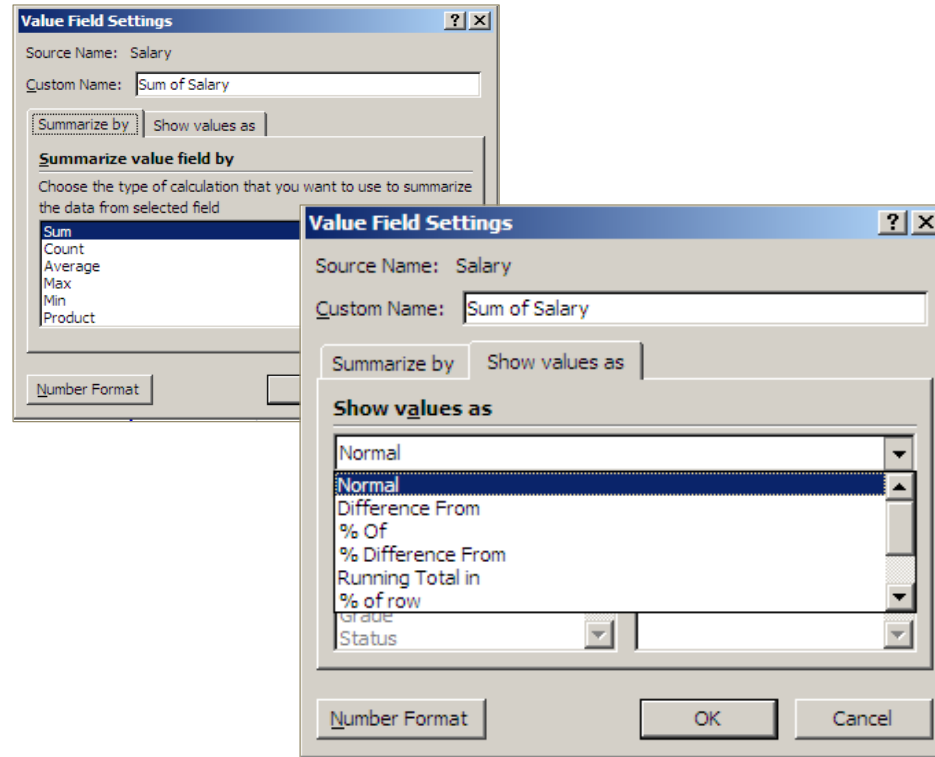 Value Field Settings
Source Name: Salary
Custom Name: Sum of Salary
Summarize by Show values as
Summarize value field by
Choose the type of calculation that you want to use to summarize
the data from selected field
Sum
Count
Average
Max
Min
Product
Number Format
Value Field Settings
Source Name: Salary
Custom Name: Sum of Salary
Summarize by Show values as
Show values as
Normal
Normal
Difference From
% Of
% Difference From
Running Total in
% of row
Grade
Status
Number Format OK Cancel